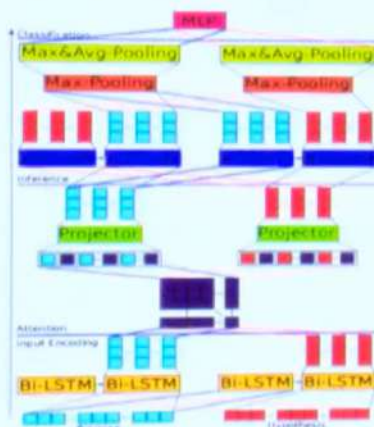 MLP
Classification
Max&Avg-Pooling Max&Avg-Pooling
Max-Pooling Max-Pooling
Inference
Projector Projector
Attention
Input Encoding
Bi-LSTM Bi-LSTM Bi-LSTM Bi-LSTM
Hypothesis